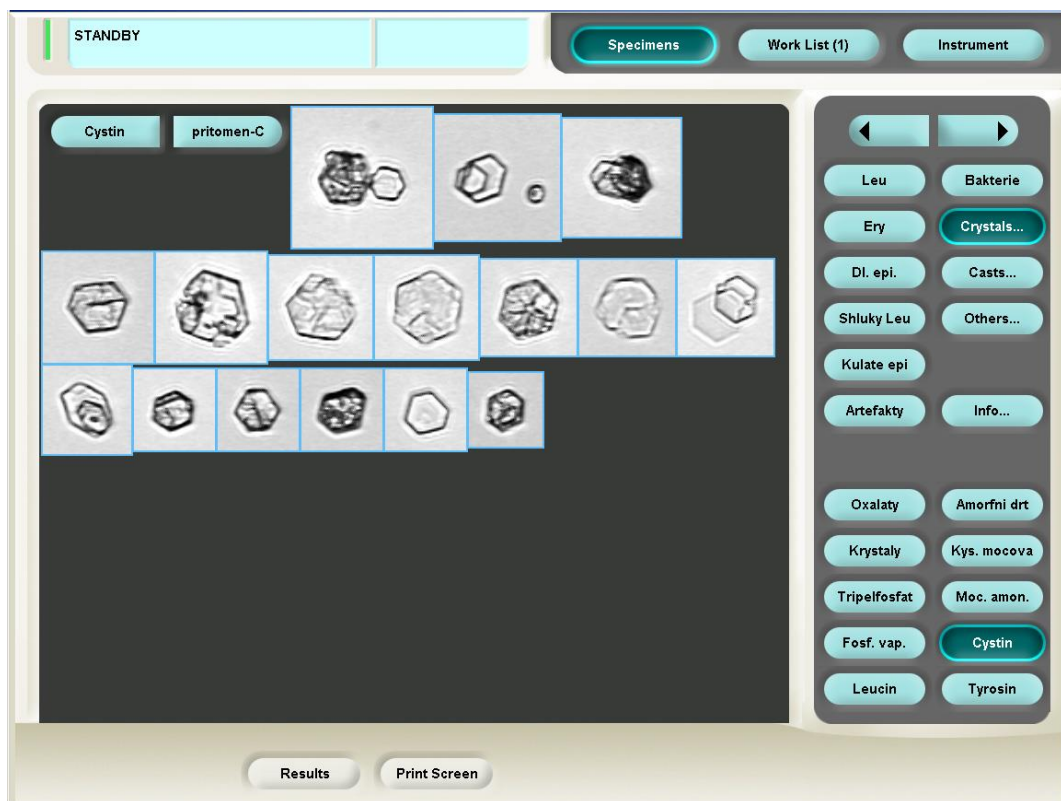 STANDBY
Specimens
Work List (1)
Instrument
Cystin
pritomen-C
Leu
Bakterie
Ery
Crystals...
Dl. epi.
Casts...
Shluky Leu
Others...
Kulate epi
Artefakty
Info...
Oxalaty
Amorfni drt
Krystaly
Kys. mocova
Tripelfosfat
Moc. amon.
Fosf. vap.
Cystin
Leucin
Tyrosin
Results
Print Screen